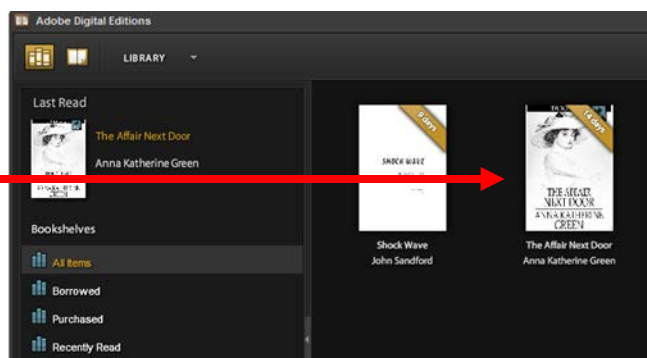 Adobe Digital Editions
LIBRARY
Last Read
The Affair Next Door
Anna Katherine Green
Bookshelves
All Items
Borrowed
Purchased
Recently Read
9 days
SHOCK WAVE
Shock Wave
John Sandford
14 days
THE AFFAIR
NEXT DOOR
ANNA KATHERINE
GREEN
The Affair Next Door
Anna Katherine Green